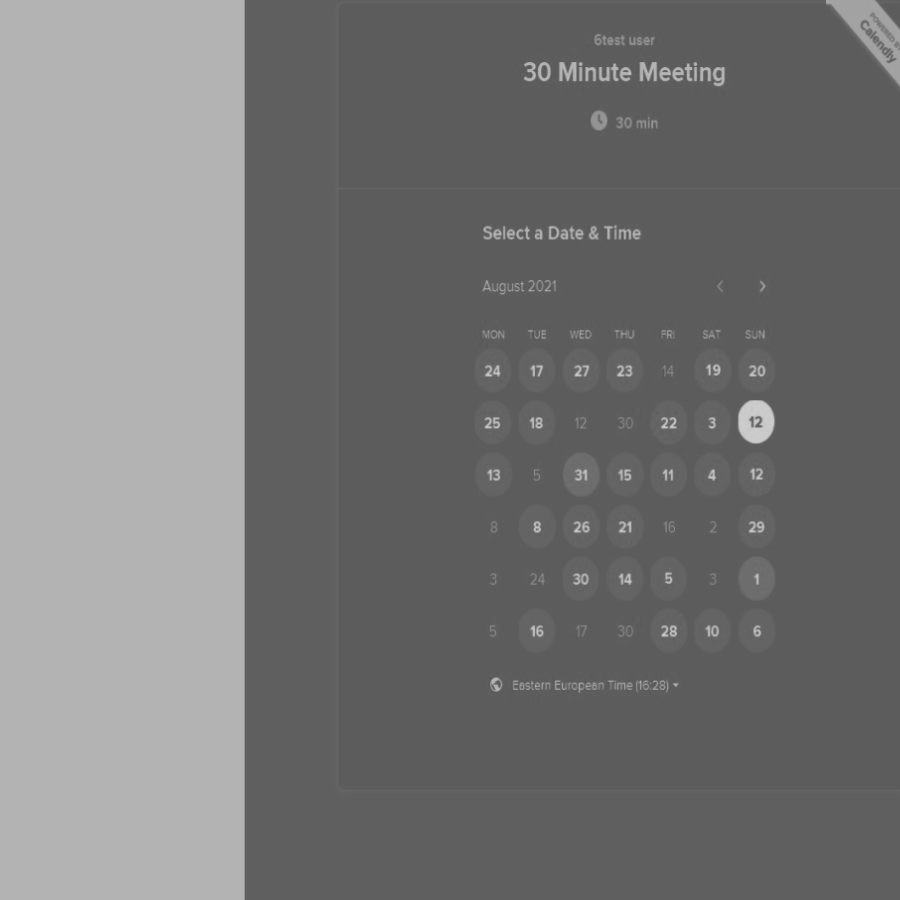 6test user
30 Minute Meeting
30 min
POWERED BY
Calendly
Select a Date & Time
August 2021
MON TUE WED THU FRI SAT SUN
24 17 27 23 14 19 20
25 18 12 30 22 3 12
13 5 31 15 11 4 12
8 8 26 21 16 2 29
3 24 30 14 5 3 1
5 16 17 30 28 10 6
Eastern European Time (16:28)